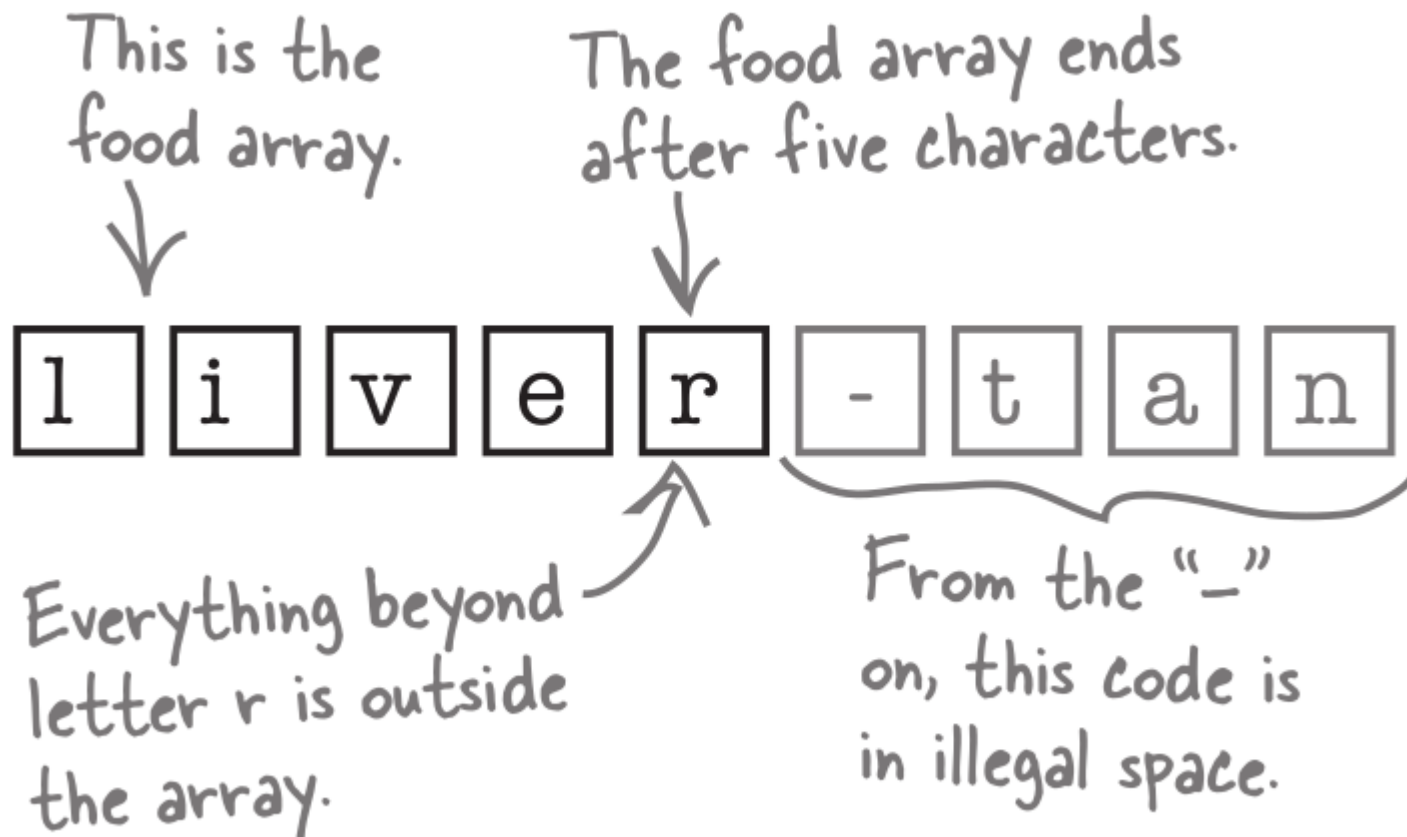 This is the
food array.
The food array ends
after five characters.
l i v e r - t a n
Everything beyond
letter r is outside
the array.
From the “–”
on, this code is
in illegal space.